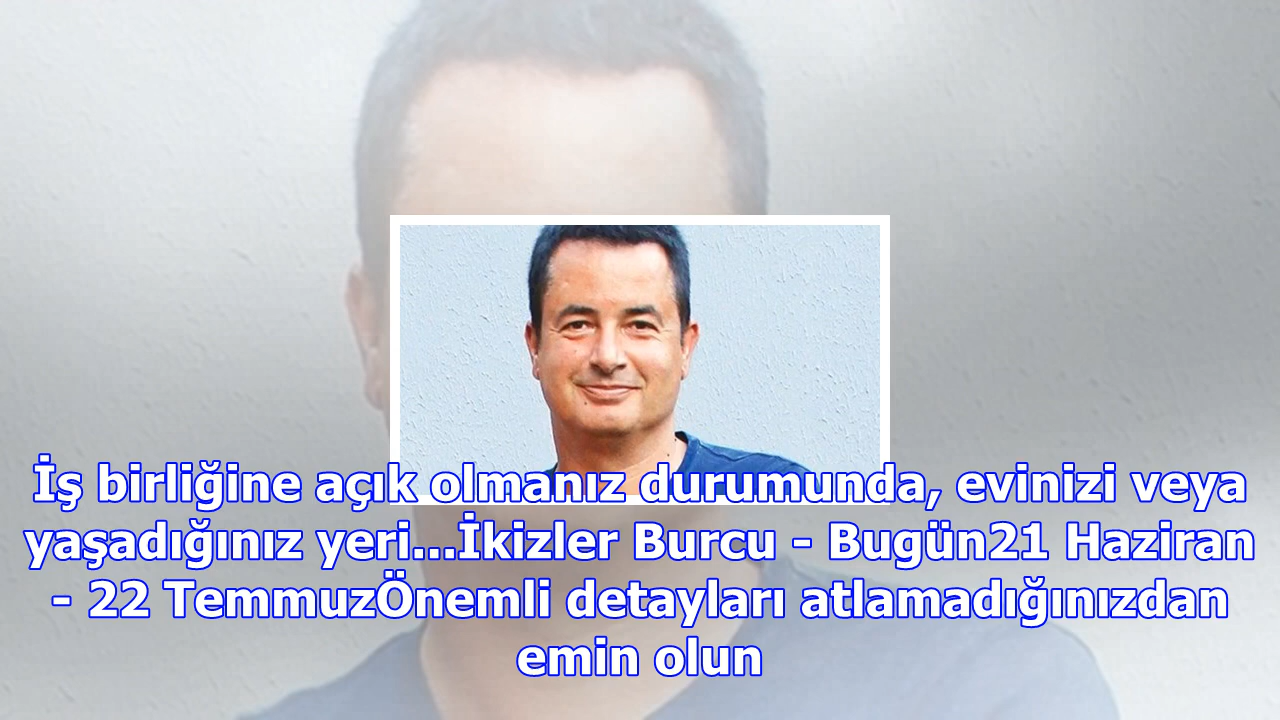 İş birliğine açık olmanız durumunda, evinizi veya
yaşadığınız yeri...İkizler Burcu - Bugün21 Haziran
- 22 TemmuzÖnemli detayları atlamadığınızdan
emin olun